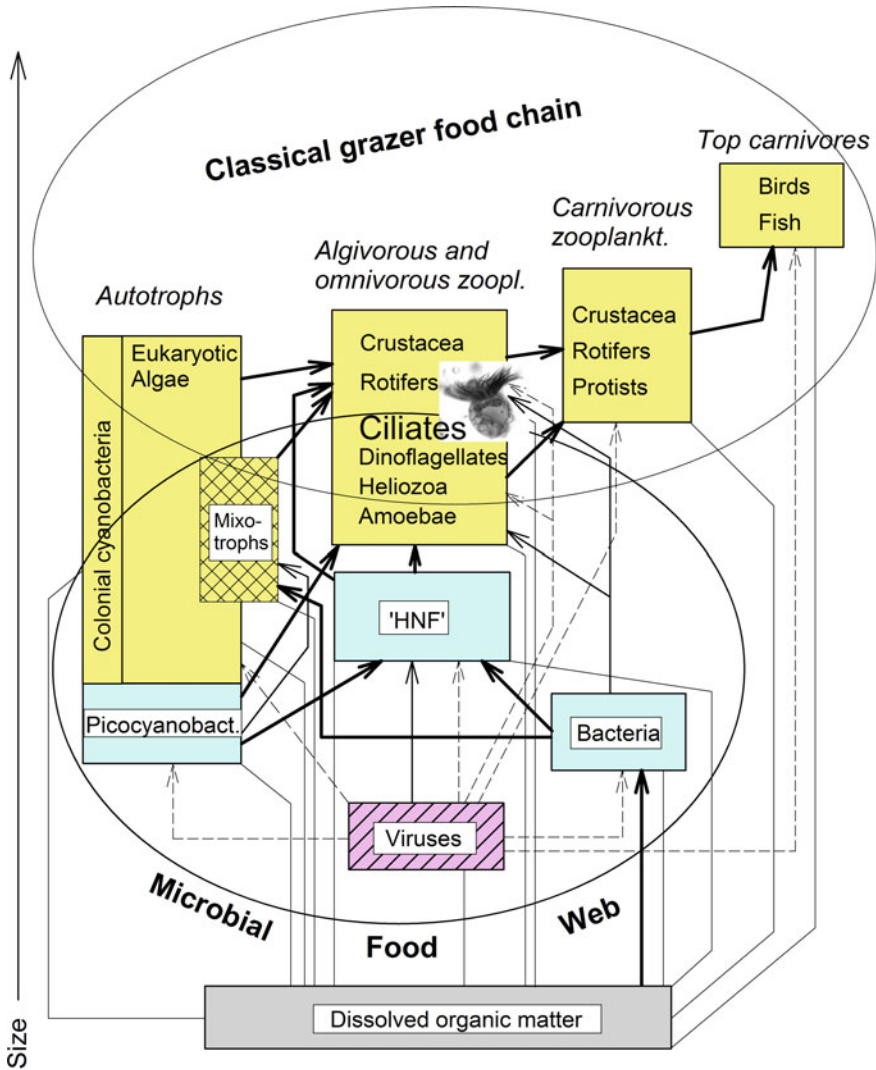 Classical grazer food chain
Top carnivores
Birds
Fish
Carnivorous
zooplankt.
Crustacea
Rotifers
Protists
Algivorous and
omnivorous zoopl.
Crustacea
Rotifers
Ciliates
Dinoflagellates
Heliozoa
Amoebae
Autotrophs
Eukaryotic
Algae
Colonial cyanobacteria
Mixo-
trophs
'HNF'
Picocyanobact.
Bacteria
Viruses
Microbial
Food
Web
Dissolved organic matter
Size